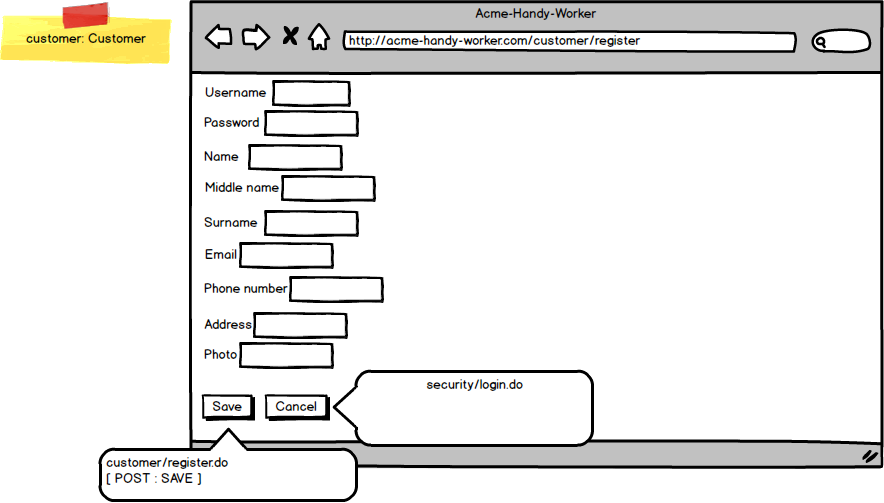 Acme-Handy-Worker
customer: Customer
http://acme-handy-worker.com/customer/register
Username
Password
Name
Middle name
Surname
Email
Phone number
Address
Photo
security/login.do
Save
Cancel
customer/register.do
[ POST : SAVE ]